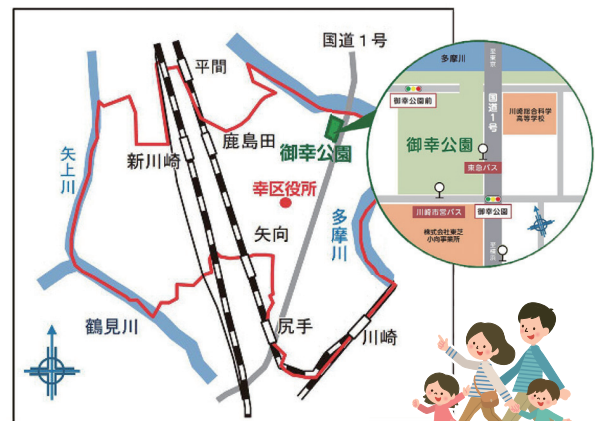 国道1号
平間
鹿島田
新川崎
御幸公園
幸区役所
矢上川
矢向
多摩川
鶴見川
尻手
川崎
多摩川
至東京
御幸公園前
国道1号
川崎総合科学
高等学校
御幸公園
東急バス
川崎市営バス
御幸公園
株式会社東芝
小向事業所